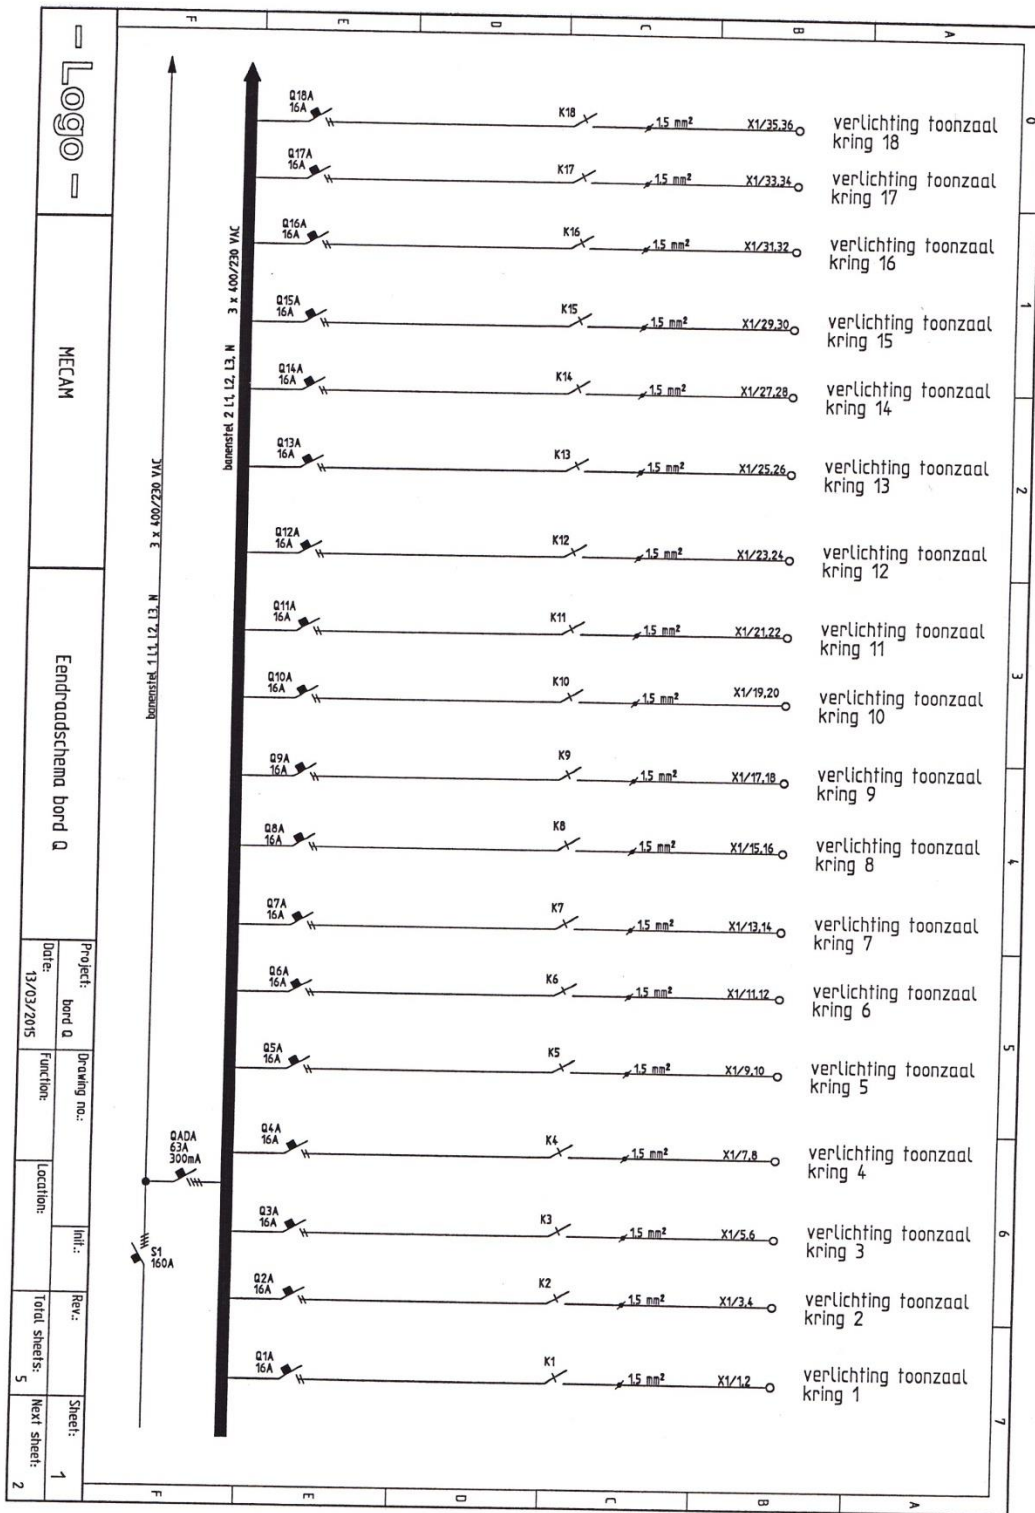 0
1
2
3
4
5
6
7
F
E
D
C
B
A
Q18A
16A
K18
1.5 mm²
X1/35.36
verlichting toonzaal
kring 18
Q17A
16A
K17
1.5 mm²
X1/33.34
verlichting toonzaal
kring 17
Q16A
16A
K16
1.5 mm²
X1/31.32
verlichting toonzaal
kring 16
Q15A
16A
K15
1.5 mm²
X1/29.30
verlichting toonzaal
kring 15
Q14A
16A
K14
1.5 mm²
X1/27.28
verlichting toonzaal
kring 14
Q13A
16A
K13
1.5 mm²
X1/25.26
verlichting toonzaal
kring 13
Q12A
16A
K12
1.5 mm²
X1/23.24
verlichting toonzaal
kring 12
Q11A
16A
K11
1.5 mm²
X1/21.22
verlichting toonzaal
kring 11
Q10A
16A
K10
1.5 mm²
X1/19.20
verlichting toonzaal
kring 10
Q9A
16A
K9
1.5 mm²
X1/17.18
verlichting toonzaal
kring 9
Q8A
16A
K8
1.5 mm²
X1/15.16
verlichting toonzaal
kring 8
Q7A
16A
K7
1.5 mm²
X1/13.14
verlichting toonzaal
kring 7
Q6A
16A
K6
1.5 mm²
X1/11.12
verlichting toonzaal
kring 6
Q5A
16A
K5
1.5 mm²
X1/9.10
verlichting toonzaal
kring 5
Q4A
16A
K4
1.5 mm²
X1/7.8
verlichting toonzaal
kring 4
Q3A
16A
K3
1.5 mm²
X1/5.6
verlichting toonzaal
kring 3
Q2A
16A
K2
1.5 mm²
X1/3.4
verlichting toonzaal
kring 2
Q1A
16A
K1
1.5 mm²
X1/1.2
verlichting toonzaal
kring 1
banenstel 2 L1, L2, L3, N 3 x 400/230 VAC
banenstel 1 L1, L2, L3, N 3 x 400/230 VAC
QADA
63A
300mA
S1
160A
F
E
D
C
B
A
- Logo -
MECAM
Eendraadschema bord Q
Project:
bord Q
Drawing no.:
Init.:
Rev.:
Sheet:
1
Date:
13/03/2015
Function:
Location:
Total sheets:
5
Next sheet:
2